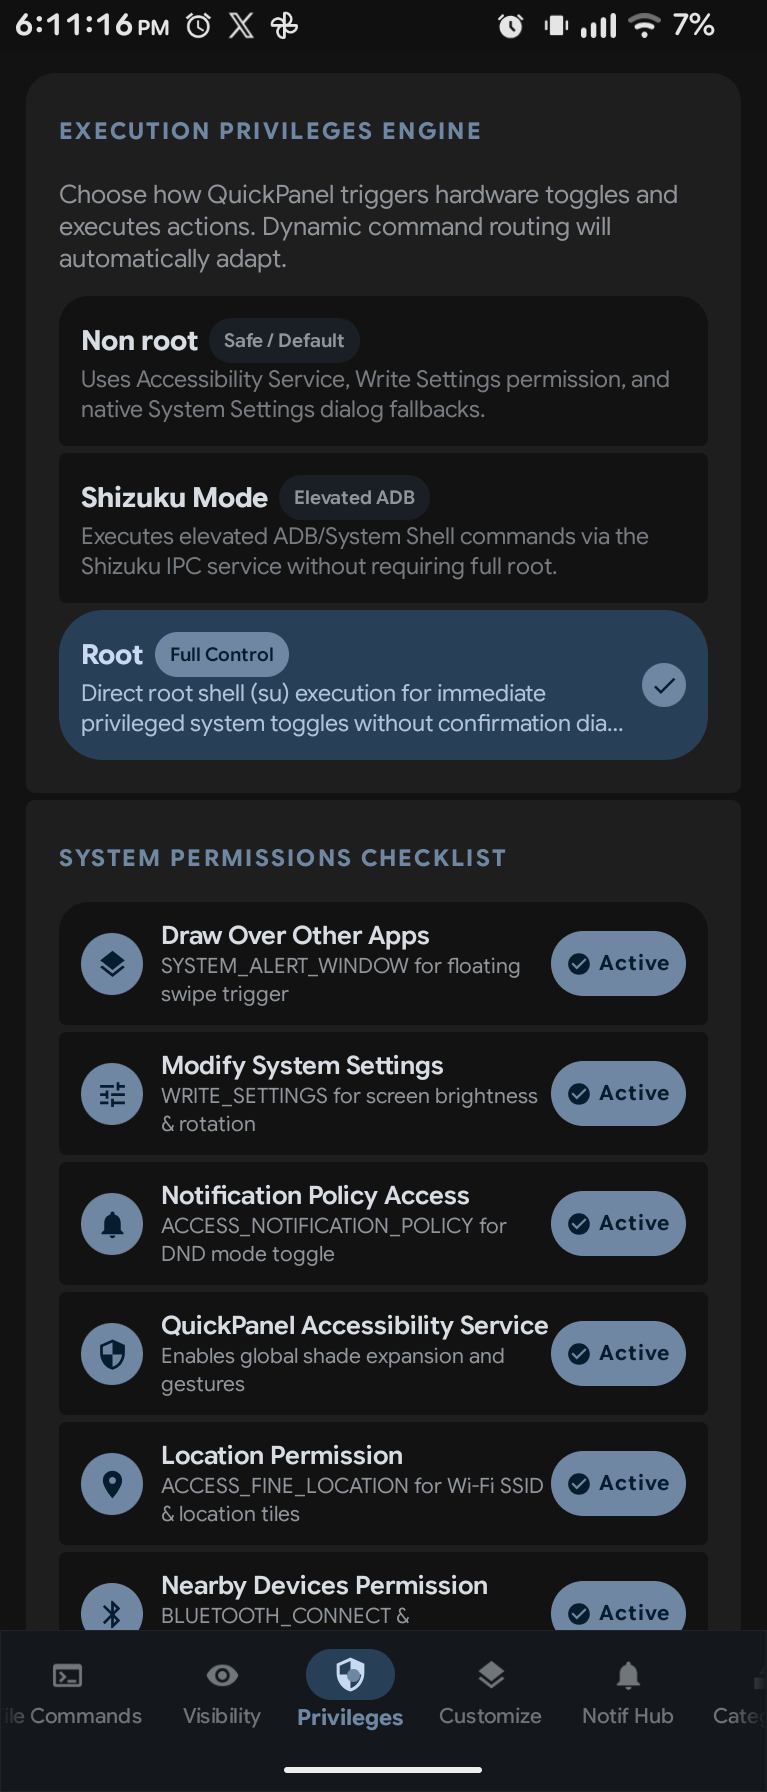 6:11:16 PM
7%
EXECUTION PRIVILEGES ENGINE
Choose how QuickPanel triggers hardware toggles and
executes actions. Dynamic command routing will
automatically adapt.
Non root Safe / Default
Uses Accessibility Service, Write Settings permission, and
native System Settings dialog fallbacks.
Shizuku Mode Elevated ADB
Executes elevated ADB/System Shell commands via the
Shizuku IPC service without requiring full root.
Root Full Control
Direct root shell (su) execution for immediate
privileged system toggles without confirmation dia...
SYSTEM PERMISSIONS CHECKLIST
Draw Over Other Apps
SYSTEM_ALERT_WINDOW for floating
swipe trigger
Active
Modify System Settings
WRITE_SETTINGS for screen brightness
& rotation
Active
Notification Policy Access
ACCESS_NOTIFICATION_POLICY for
DND mode toggle
Active
QuickPanel Accessibility Service
Enables global shade expansion and
gestures
Active
Location Permission
ACCESS_FINE_LOCATION for Wi-Fi SSID
& location tiles
Active
Nearby Devices Permission
BLUETOOTH_CONNECT &
Active
Commands
Visibility
Privileges
Customize
Notif Hub